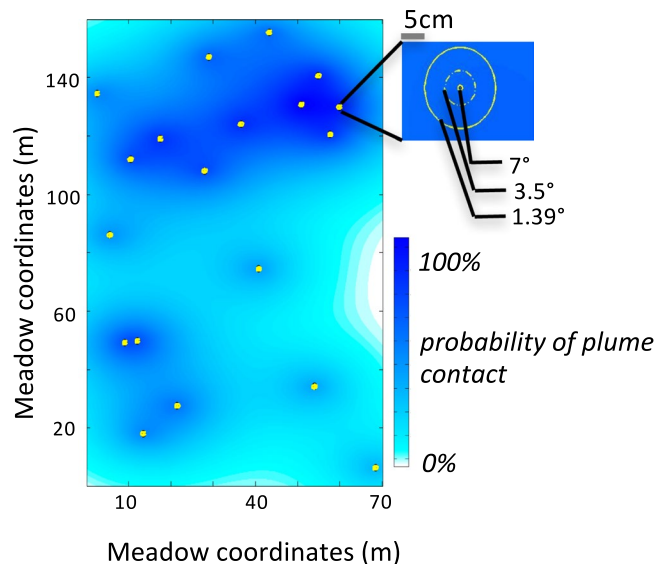 5cm
140
100
60
20
10
40
70
Meadow coordinates (m)
Meadow coordinates (m)
7°
3.5°
1.39°
100%
probability of plume
contact
0%